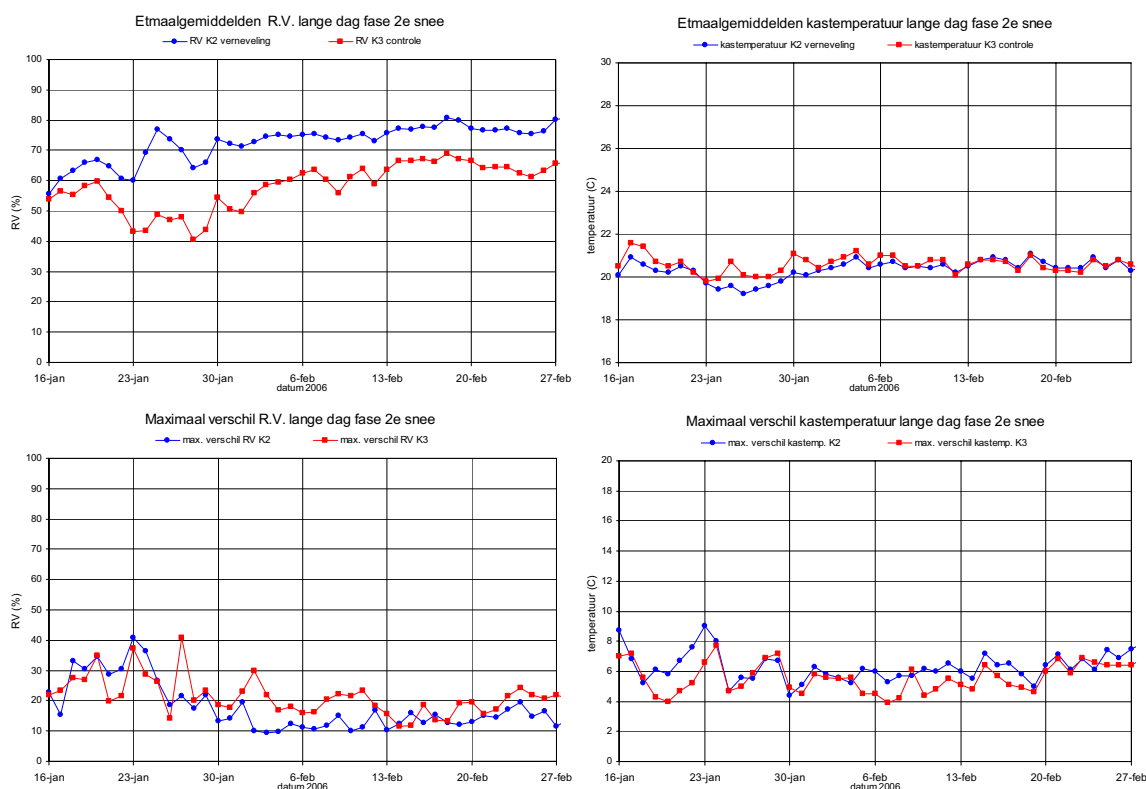 Etmaalgemiddelden R.V. lange dag fase 2e snee
RV K2 verneveling RV K3 controle
100
90
80
70
60
50
40
30
20
10
0
RV (%)
16-jan 23-jan 30-jan 6-feb 13-feb 20-feb 27-feb
datum 2006
Etmaalgemiddelden kastemperatuur lange dag fase 2e snee
kastemperatuur K2 verneveling kastemperatuur K3 controle
30
28
26
24
22
20
18
16
temperatuur (C)
16-jan 23-jan 30-jan 6-feb 13-feb 20-feb
datum 2006
Maximaal verschil R.V. lange dag fase 2e snee
max. verschil RV K2 max. verschil RV K3
100
90
80
70
60
50
40
30
20
10
0
RV (%)
16-jan 23-jan 30-jan 6-feb 13-feb 20-feb 27-feb
datum 2006
Maximaal verschil kastemperatuur lange dag fase 2e snee
max. verschil kastemp. K2 max. verschil kastemp. K3
20
18
16
14
12
10
8
6
4
2
0
temperatuur (C)
16-jan 23-jan 30-jan 6-feb 13-feb 20-feb 27-feb
datum 2006